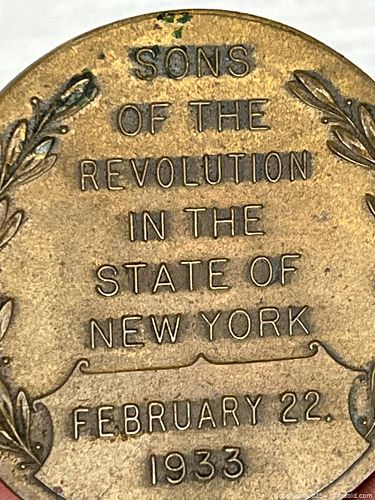 SONS
OF THE
REVOLUTION
IN THE
STATE OF
NEW YORK
FEBRUARY 22.
1933